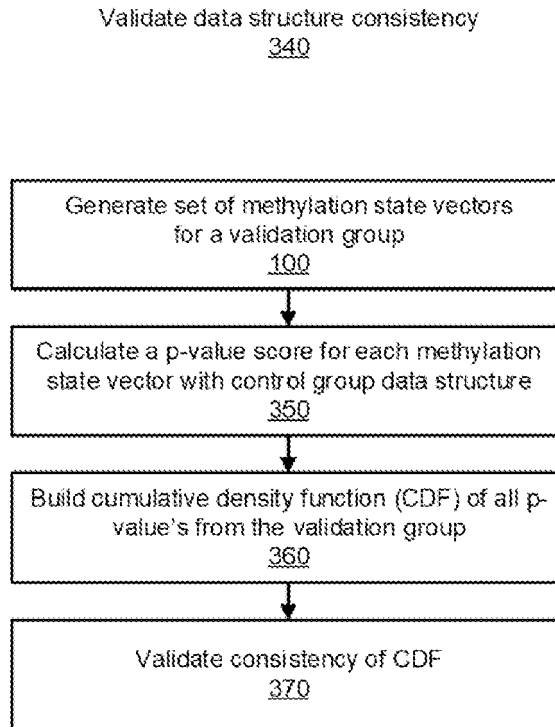 Validate data structure consistency
340
Generate set of methylation state vectors
for a validation group
100
Calculate a p-value score for each methylation
state vector with control group data structure
350
Build cumulative density function (CDF) of all p-
value's from the validation group
360
Validate consistency of CDF
370